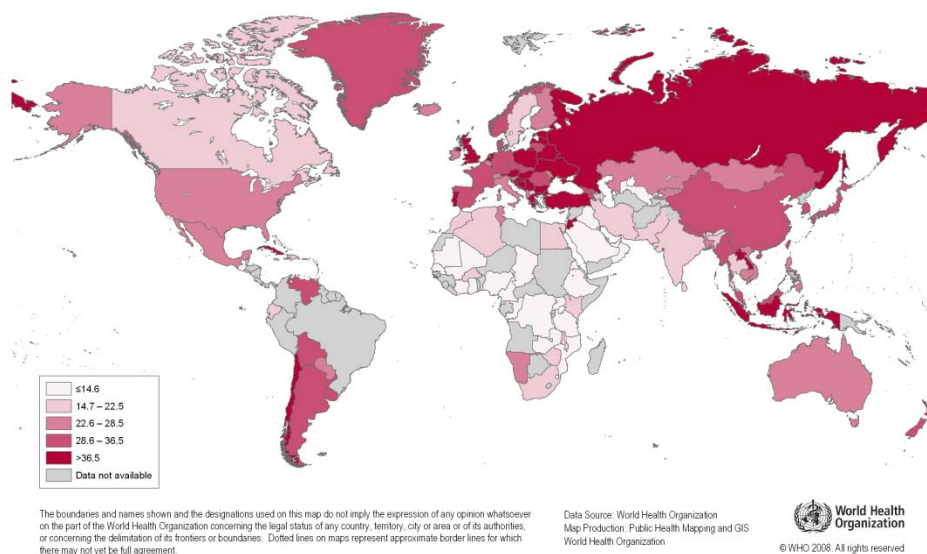 ≤14.6
14.7 – 22.5
22.6 – 28.5
28.6 – 36.5
>36.5
Data not available
The boundaries and names shown and the designations used on this map do not imply the expression of any opinion whatsoever
on the part of the World Health Organization concerning the legal status of any country, territory, city or area or of its authorities,
or concerning the delimitation of its frontiers or boundaries. Dotted lines on maps represent approximate border lines for which
there may not yet be full agreement.
Data Source: World Health Organization
Map Production: Public Health Mapping and GIS
World Health Organization
World Health
Organization
© WHO 2008. All rights reserved